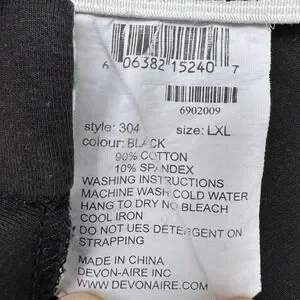 6 06382 15240 7
6902009
style: 304 size: LXL
colour: BLACK
90% COTTON
10% SPANDEX
WASHING INSTRUCTIONS
MACHINE WASH COLD WATER
HANG TO DRY NO BLEACH
COOL IRON
DO NOT UES DETERGENT ON
STRAPPING
MADE IN CHINA
DEVON-AIRE INC
WWW.DEVONAIRE.COM